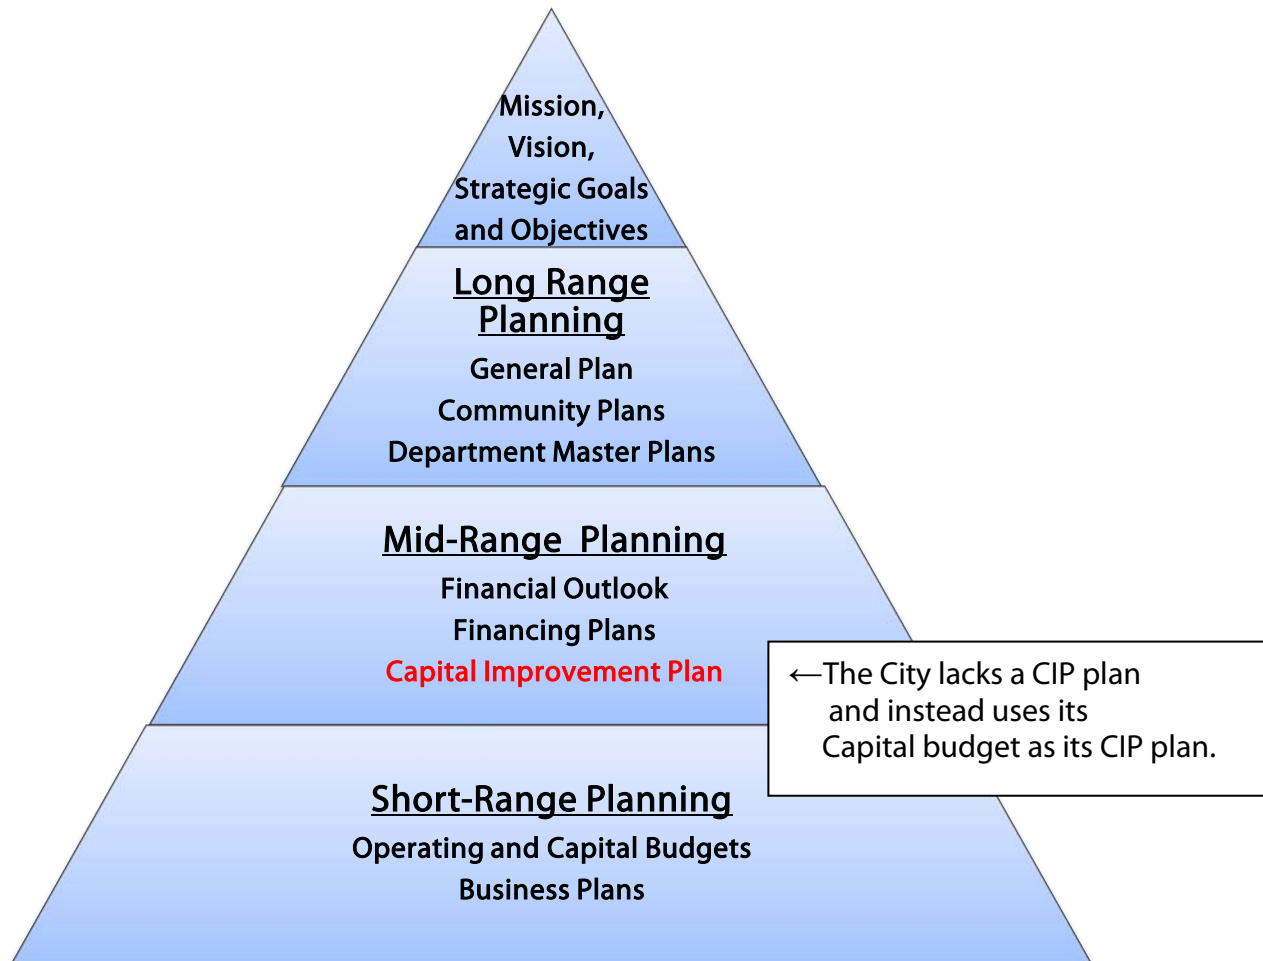 Mission,
Vision,
Strategic Goals
and Objectives
Long Range
Planning
General Plan
Community Plans
Department Master Plans
Mid-Range Planning
Financial Outlook
Financing Plans
Capital Improvement Plan
←The City lacks a CIP plan
and instead uses its
Capital budget as its CIP plan.
Short-Range Planning
Operating and Capital Budgets
Business Plans